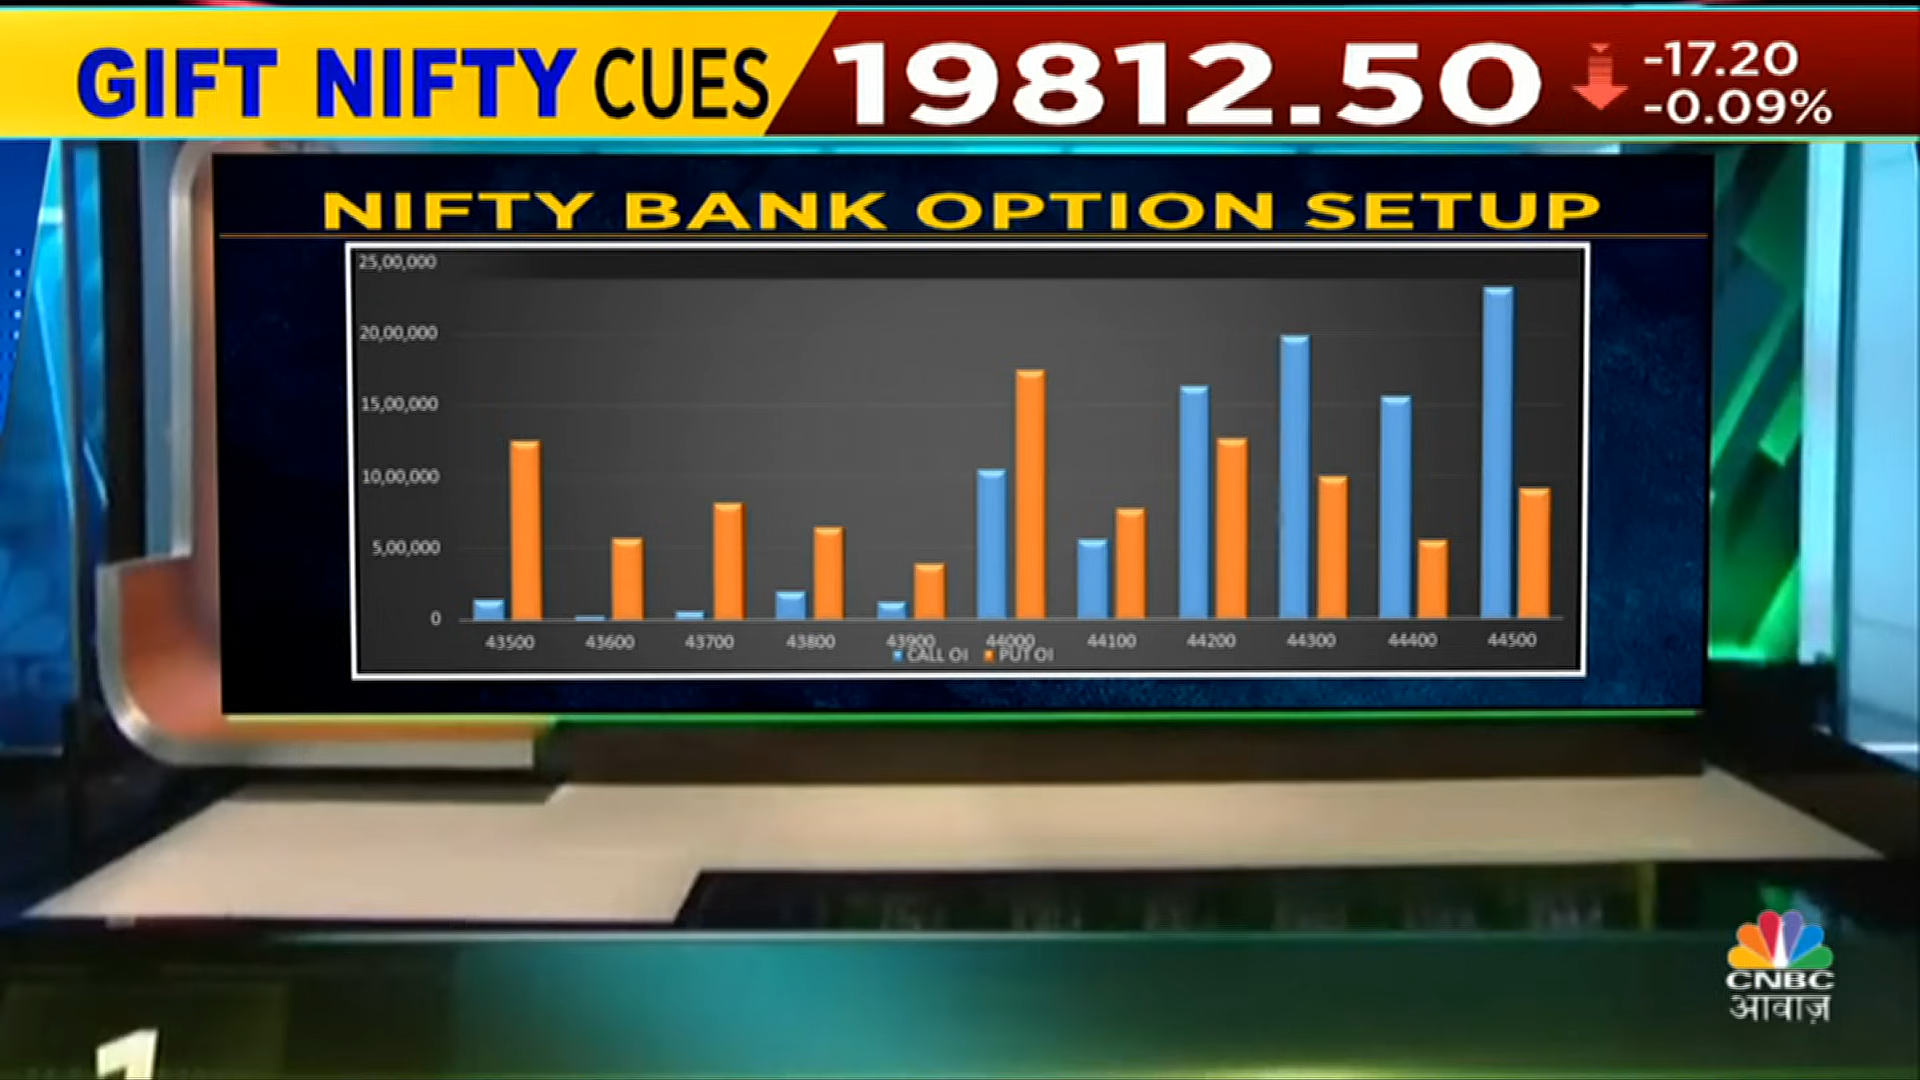 GIFT NIFTY CUES
19812.50
-17.20
-0.09%
NIFTY BANK OPTION SETUP
25,00,000
20,00,000
15,00,000
10,00,000
5,00,000
0
43500 43600 43700 43800 43900 44000 44100 44200 44300 44400 44500
CALL OI PUT OI
CNBC
आवाज़
1